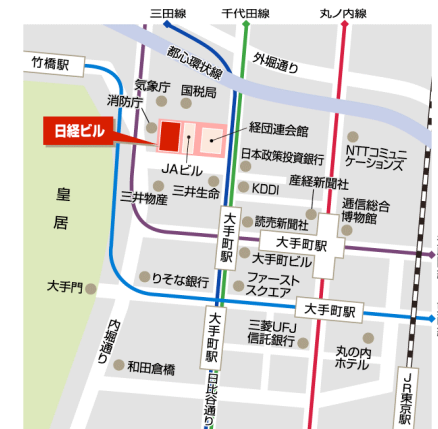 三田線
千代田線
丸ノ内線
竹橋駅
都心環状線
外堀通り
気象庁
国税局
消防庁
日経ビル
経団連会館
NTTコミュニ
ケーションズ
JAビル
日本政策投資銀行
三井物産
三井生命
KDDI
産経新聞社
皇
居
逓信総合
博物館
読売新聞社
大手町駅
大手町駅
大手町ビル
大手門
りそな銀行
ファースト
スクエア
大手町駅
大手町駅
内堀通り
三菱UFJ
信託銀行
丸の内
ホテル
和田倉橋
日比谷通り
JR東京駅